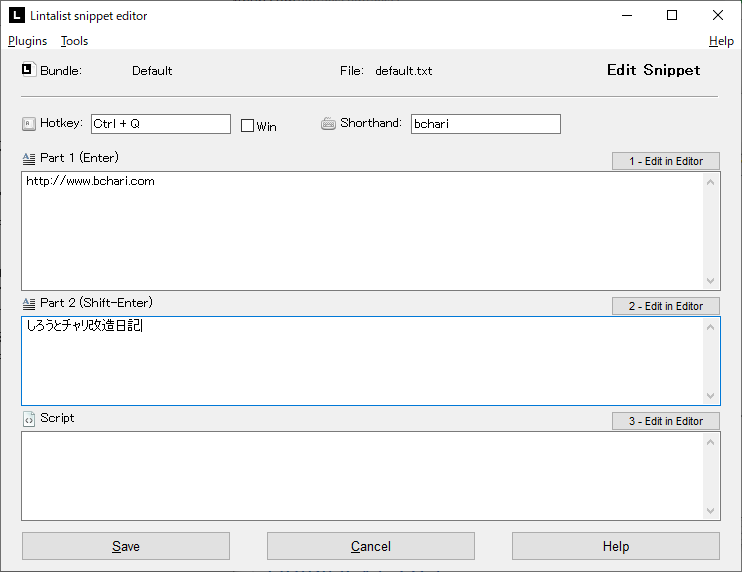 Lintalist snippet editor
Plugins Tools Help
Bundle: Default File: default.txt Edit Snippet
Hotkey: Ctrl + Q Win Shorthand: bchari
Part 1 (Enter) 1 - Edit in Editor
http://www.bchari.com
Part 2 (Shift-Enter) 2 - Edit in Editor
しろうとチャリ改造日記
Script 3 - Edit in Editor
Save Cancel Help